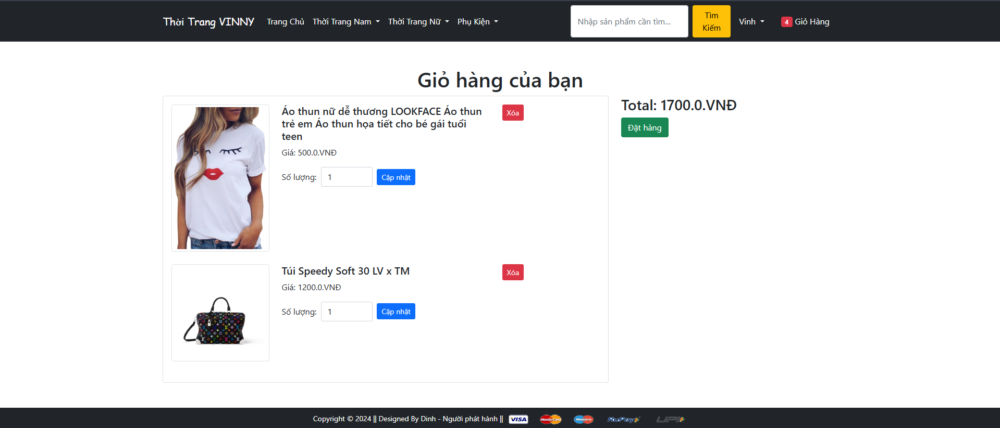 Thời Trang VINNY Trang Chủ Thời Trang Nam Thời Trang Nữ Phụ Kiện Nhập sản phẩm cần tìm... Tìm Kiếm Vinh 4 Giỏ Hàng
Giỏ hàng của bạn
Áo thun nữ dễ thương LOOKFACE Áo thun
trẻ em Áo thun họa tiết cho bé gái tuổi
teen
Xóa
Giá: 500.0.VNĐ
Số lượng: 1 Cập nhật
Túi Speedy Soft 30 LV x TM
Xóa
Giá: 1200.0.VNĐ
Số lượng: 1 Cập nhật
Total: 1700.0.VNĐ
Đặt hàng
Copyright © 2024 || Designed By Dinh - Người phát hành || VISA MasterCard Maestro RuPay UPI